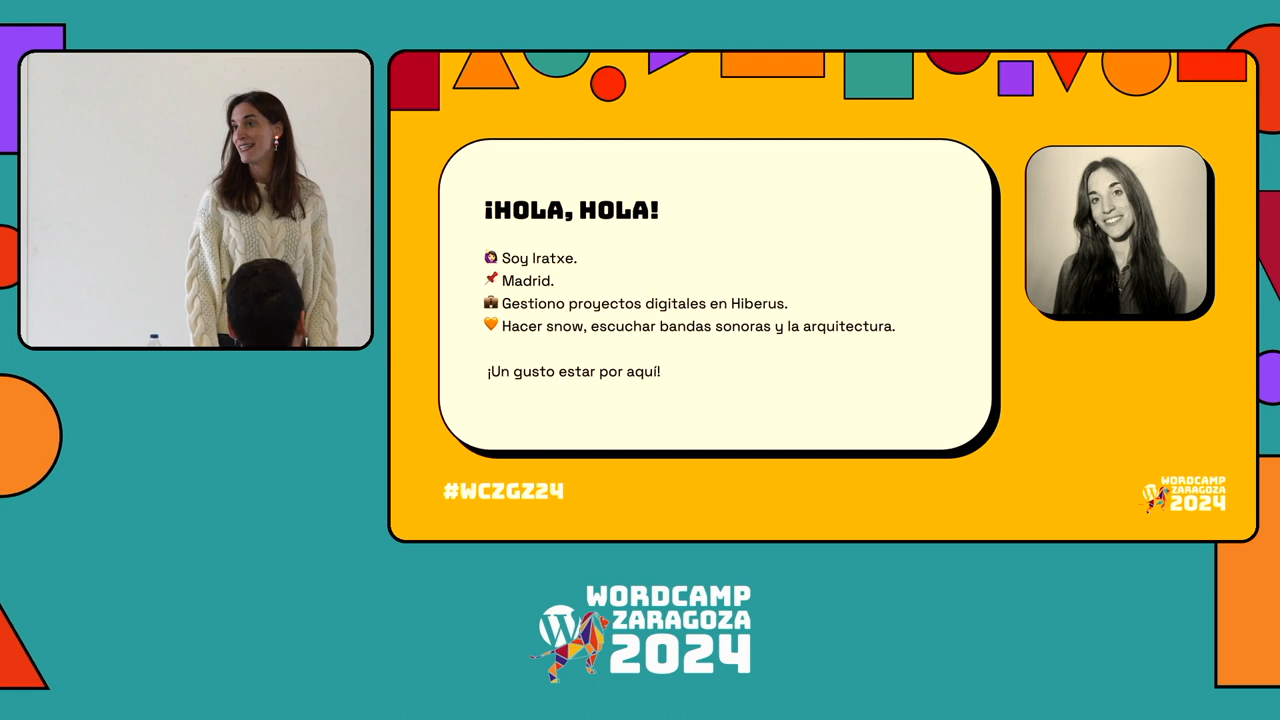 ¡HOLA, HOLA!
Soy Iratxe.
Madrid.
Gestiono proyectos digitales en Hiberus.
Hacer snow, escuchar bandas sonoras y la arquitectura.
¡Un gusto estar por aquí!
#WCZGZ24
WORDCAMP
ZARAGOZA
2024
WORDCAMP
ZARAGOZA
2024